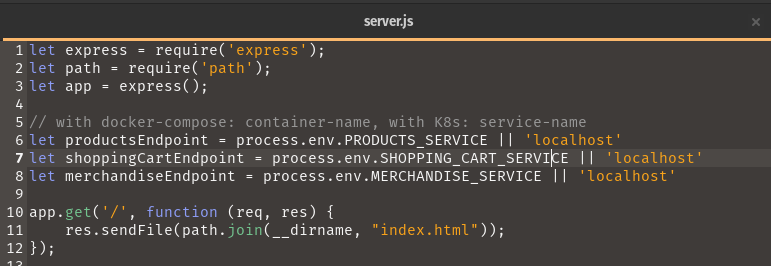 server.js
×
1 let express = require('express');
2 let path = require('path');
3 let app = express();
4
5 // with docker-compose: container-name, with K8s: service-name
6 let productsEndpoint = process.env.PRODUCTS_SERVICE || 'localhost'
7 let shoppingCartEndpoint = process.env.SHOPPING_CART_SERVICE || 'localhost'
8 let merchandiseEndpoint = process.env.MERCHANDISE_SERVICE || 'localhost'
9
10 app.get('/', function (req, res) {
11     res.sendFile(path.join(__dirname, "index.html"));
12 });
13